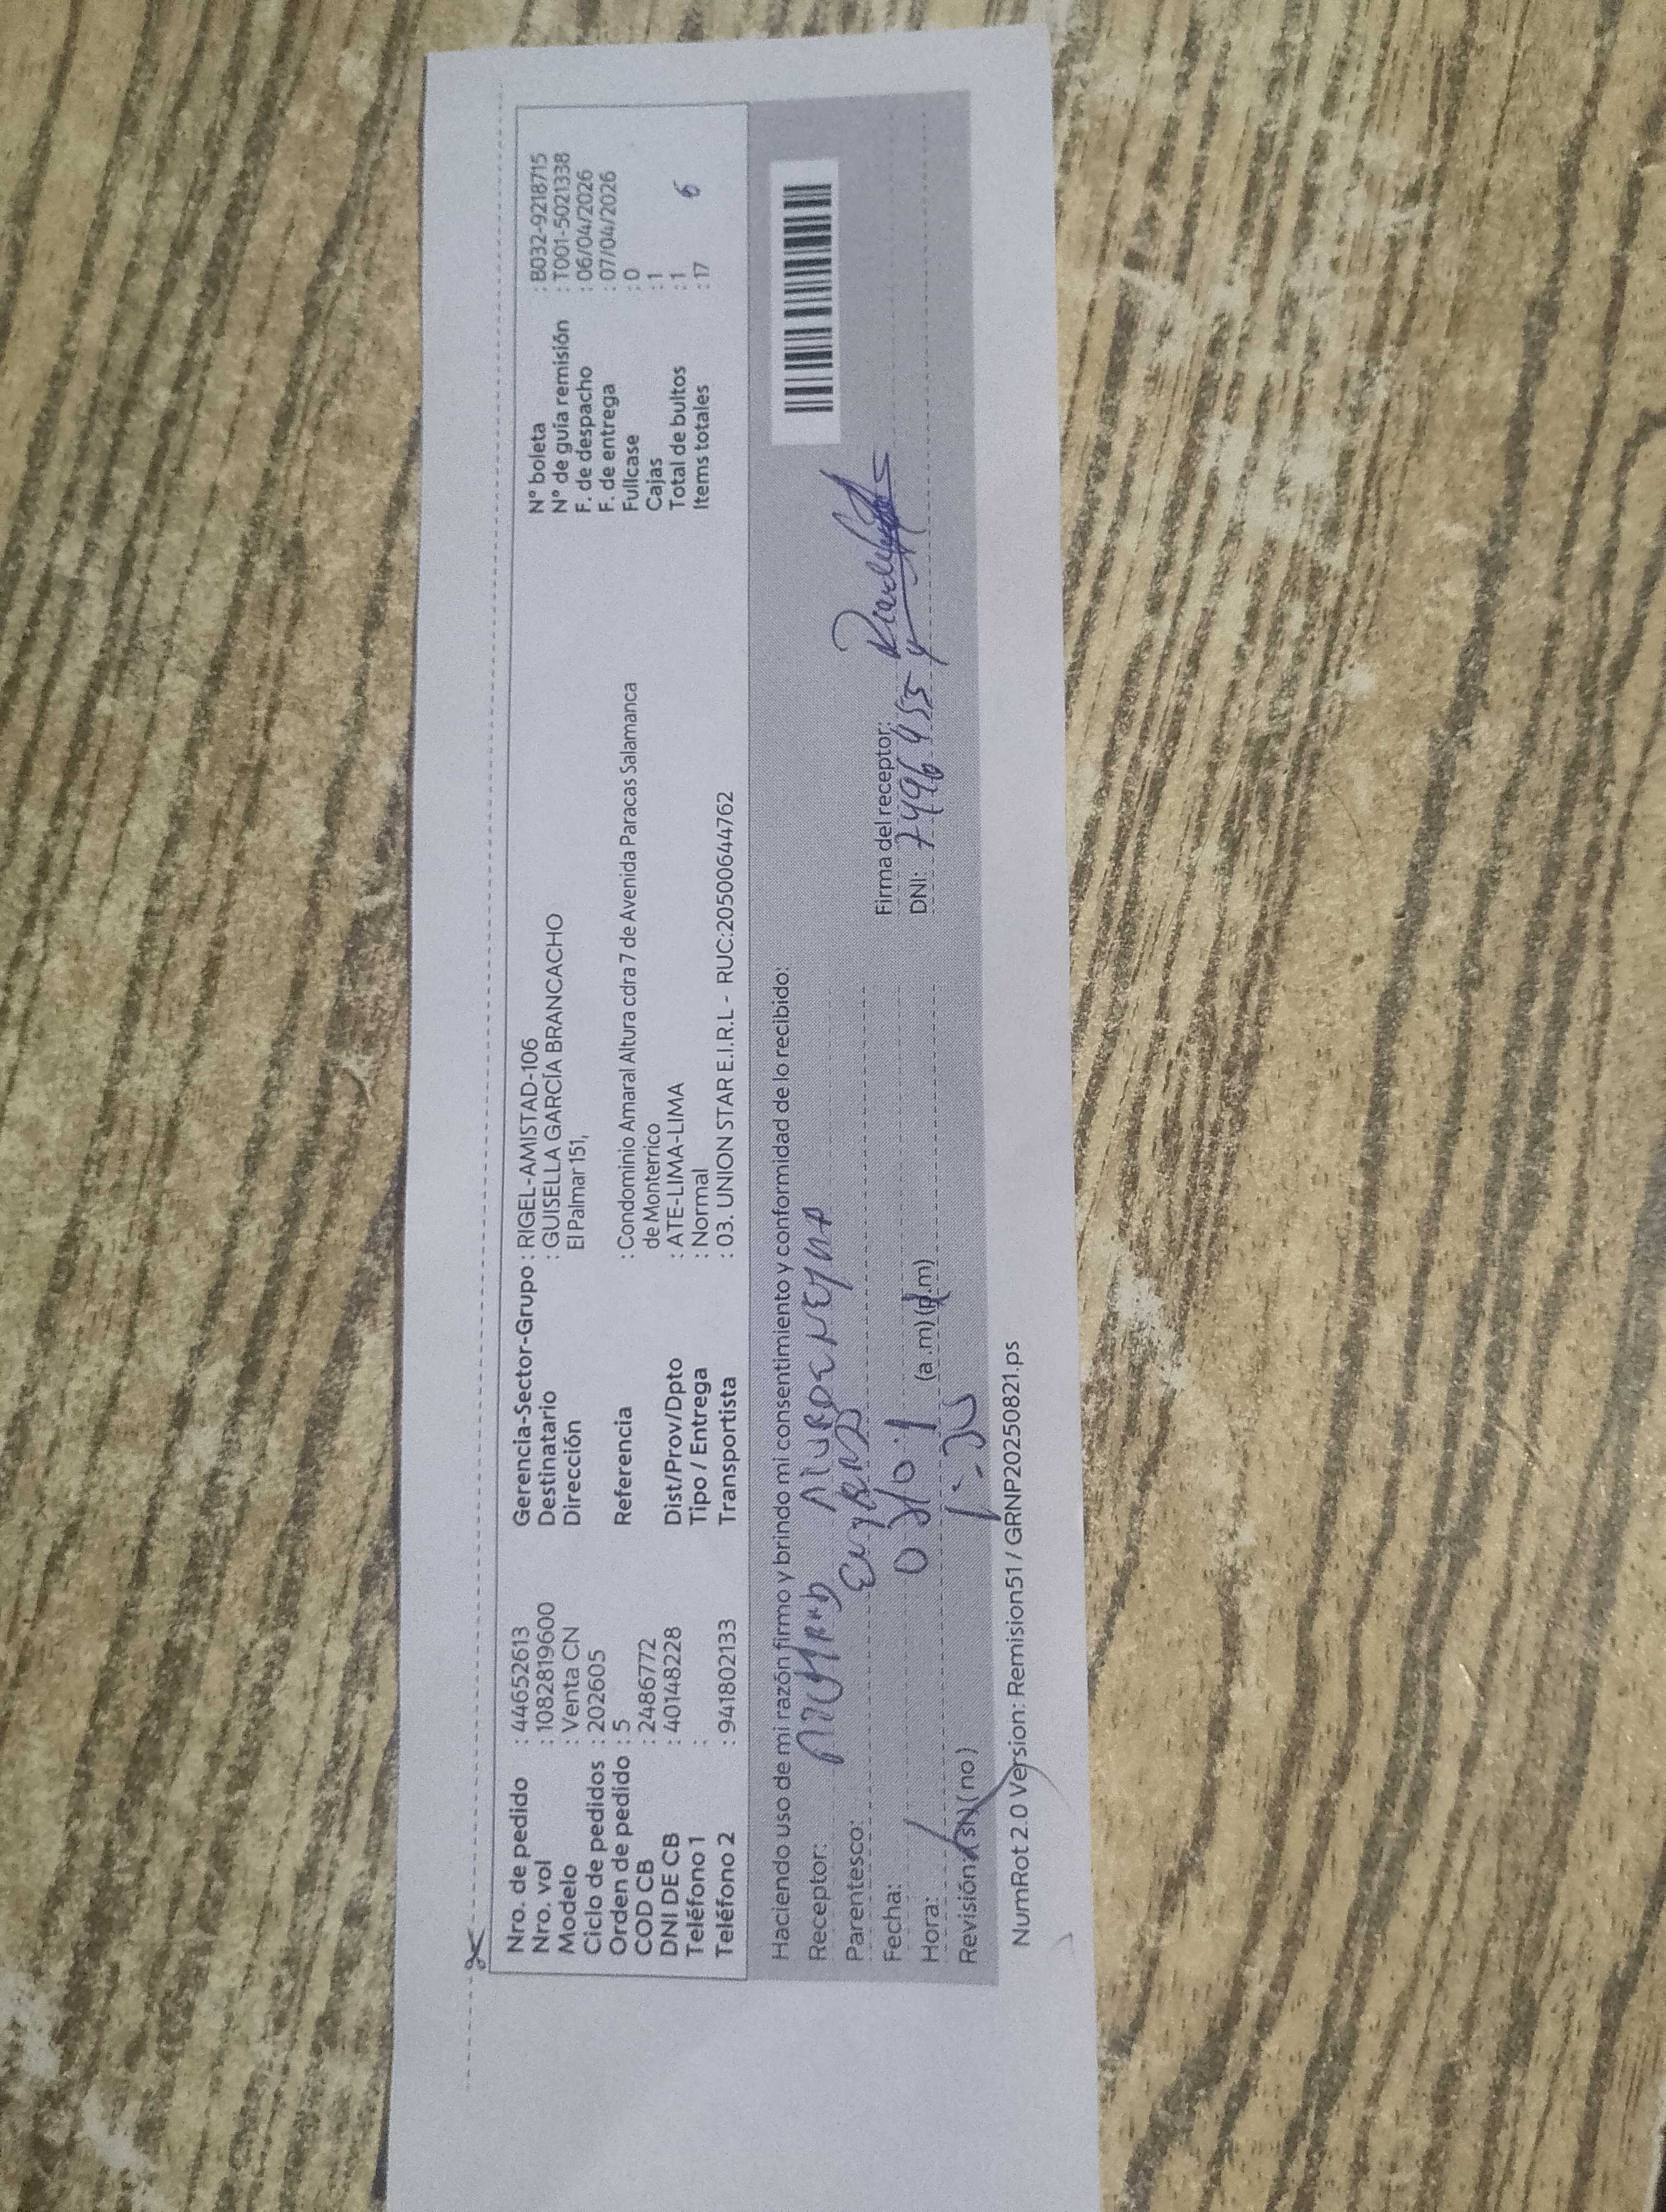 Nro. de pedido : 44652613
Nro. vol : 1082819600
Modelo : Venta CN
Ciclo de pedidos : 202605
Orden de pedido : 5
COD CB : 2486772
DNI DE CB : 40148228
Teléfono 1 :
Teléfono 2 : 941802133
Gerencia-Sector-Grupo : RIGEL-AMISTAD-106
Destinatario : GUISELLA GARCÍA BRANCACHO
Dirección El Palmar 151,
Referencia : Condominio Amaral Altura cdra 7 de Avenida Paracas Salamanca
de Monterrico
Dist/Prov/Dpto : ATE-LIMA-LIMA
Tipo / Entrega : Normal
Transportista : 03. UNION STAR E.I.R.L - RUC:20500644762
N° boleta : B032-9218715
N° de guía remisión : T001-5021338
F. de despacho : 06/04/2026
F. de entrega : 07/04/2026
Fullcase : 0
Cajas : 1
Total de bultos : 1
Items totales : 17 6
Haciendo uso de mi razón firmo y brindo mi consentimiento y conformidad de lo recibido:
Receptor:
Parentesco:
Fecha:
Hora: (a .m) (p.m)
Revisión (si) (no)
Firma del receptor:
DNI: 7496455
NumRot 2.0 Version: Remision51 / GRNP20250821.ps